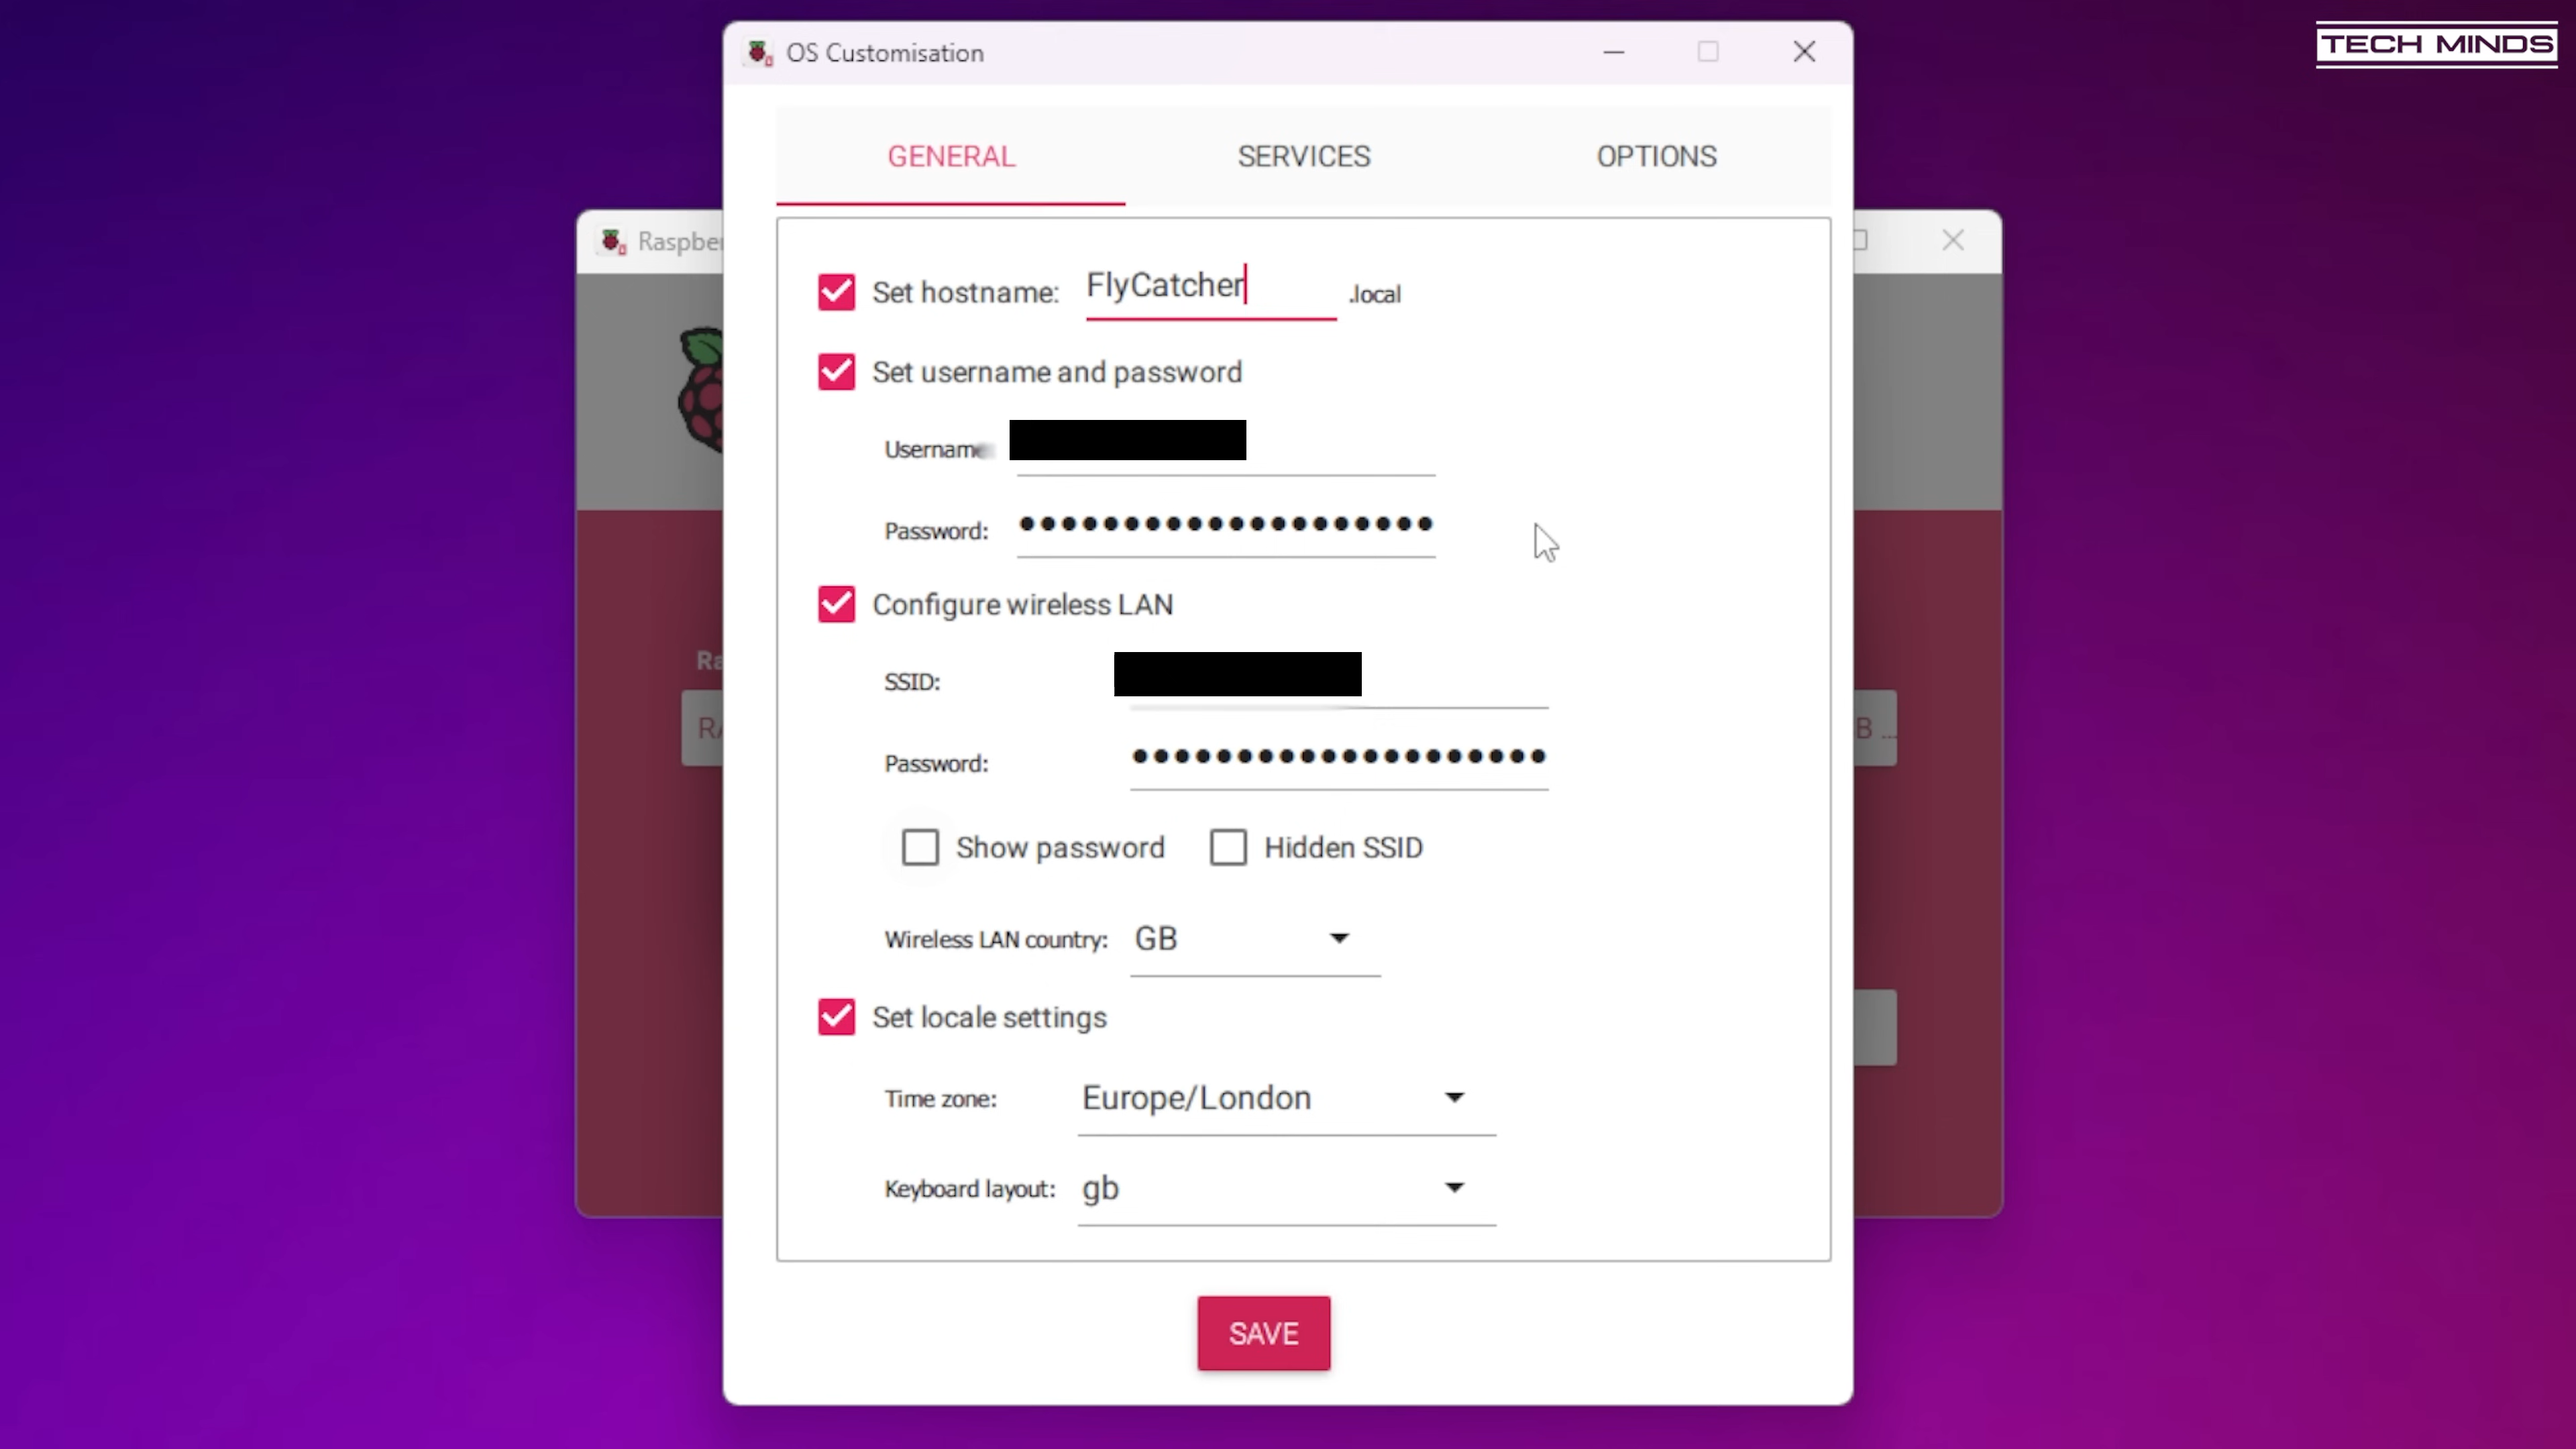 TECH MINDS
OS Customisation
GENERAL SERVICES OPTIONS
Set hostname: FlyCatcher .local
Set username and password
Username
Password: ●●●●●●●●●●●●●●●●●●●●
Configure wireless LAN
SSID:
Password: ●●●●●●●●●●●●●●●●●●●●
Show password Hidden SSID
Wireless LAN country: GB
Set locale settings
Time zone: Europe/London
Keyboard layout: gb
SAVE